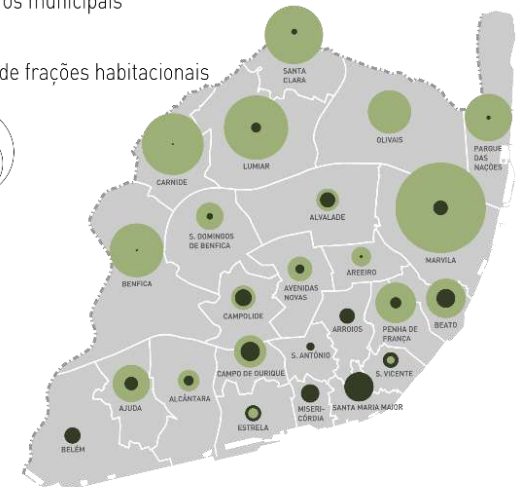 os municipais
de frações habitacionais
SANTA
CLARA
OLIVAIS
PARQUE
DAS
NAÇÕES
LUMIAR
CARNIDE
ALVALADE
MARVILA
S. DOMINGOS
DE BENFICA
BENFICA
AREEIRO
AVENIDAS
NOVAS
CAMPOLIDE
ARROIOS
PENHA DE
FRANÇA
BEATO
S. ANTÓNIO
CAMPO DE OURIQUE
S. VICENTE
AJUDA
ALCÂNTARA
MISERI-
CÓRDIA
SANTA MARIA MAIOR
ESTRELA
BELÉM